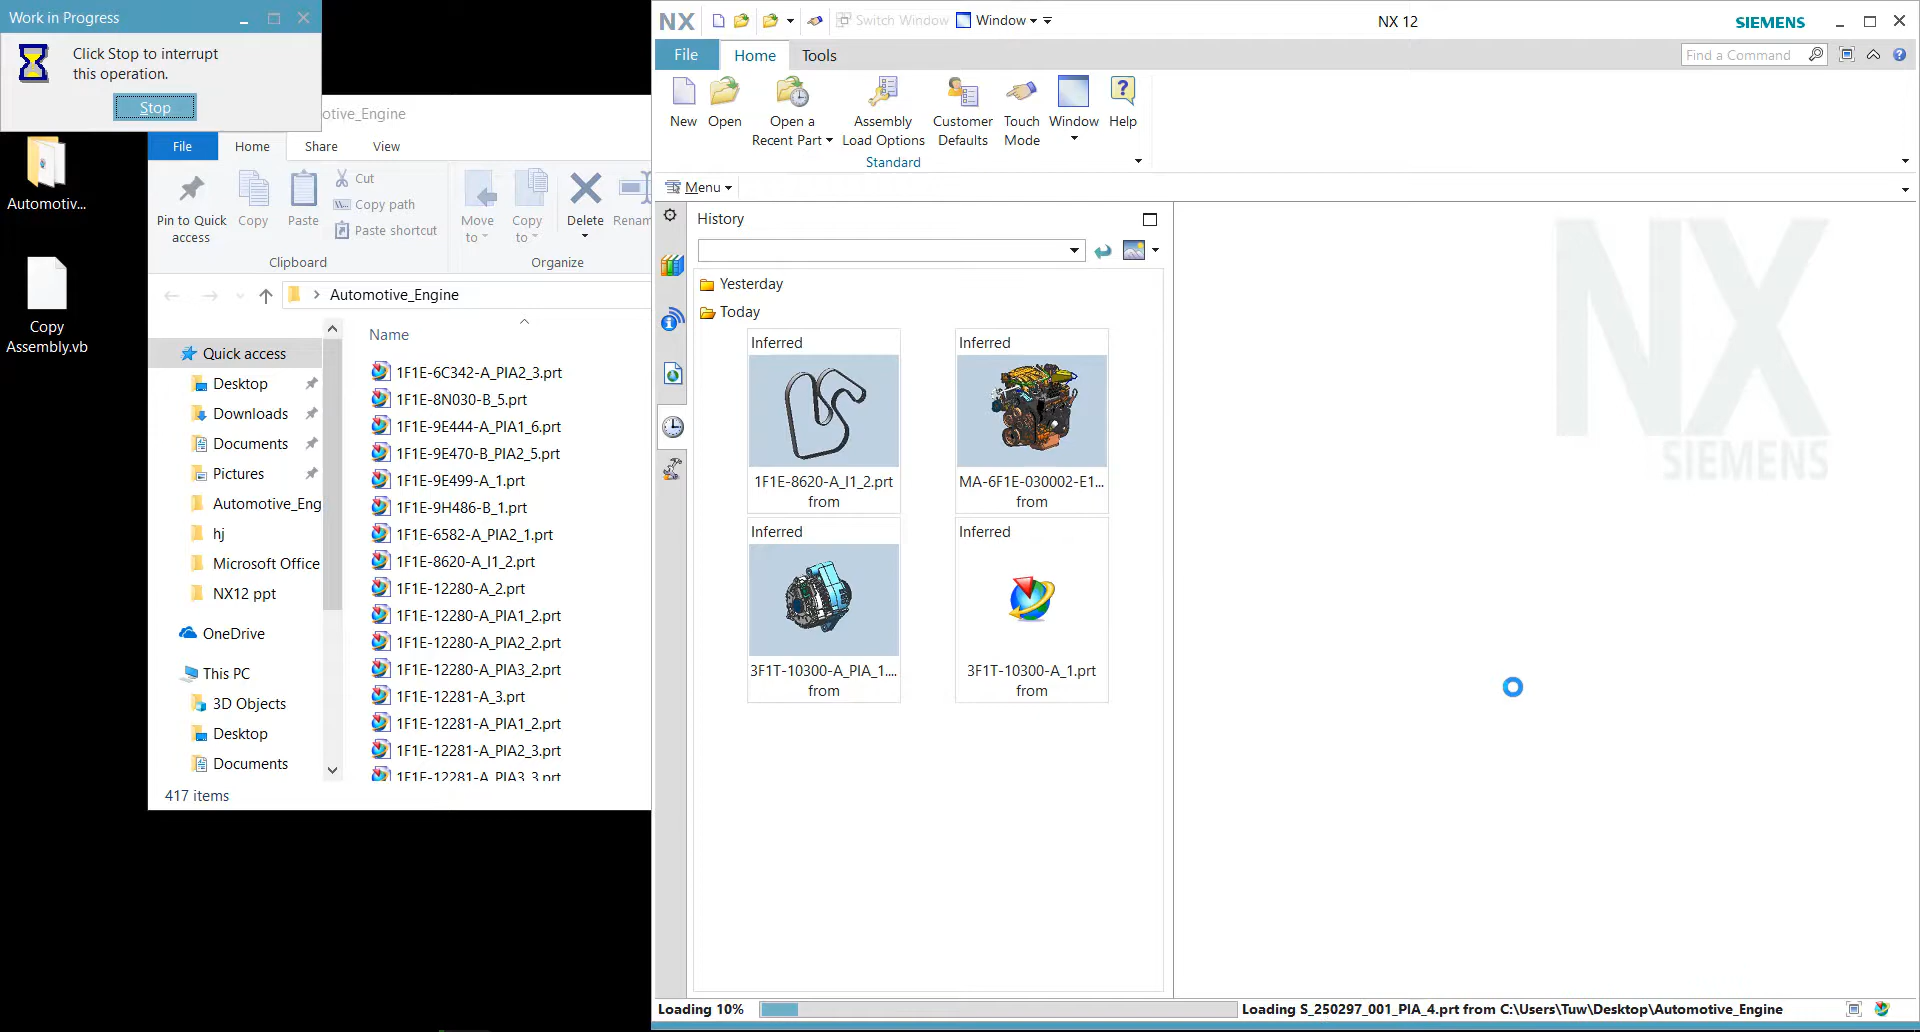 Work in Progress
Click Stop to interrupt
this operation.
Stop
Automotiv...
Copy
Assembly.vb
otive_Engine
File
Home
Share
View
Pin to Quick
access
Copy
Paste
Cut
Copy path
Paste shortcut
Clipboard
Move
to
Copy
to
Delete
Renam
Organize
Automotive_Engine
Name
Quick access
Desktop
Downloads
Documents
Pictures
Automotive_Eng
hj
Microsoft Office
NX12 ppt
OneDrive
This PC
3D Objects
Desktop
Documents
1F1E-6C342-A_PIA2_3.prt
1F1E-8N030-B_5.prt
1F1E-9E444-A_PIA1_6.prt
1F1E-9E470-B_PIA2_5.prt
1F1E-9E499-A_1.prt
1F1E-9H486-B_1.prt
1F1E-6582-A_PIA2_1.prt
1F1E-8620-A_I1_2.prt
1F1E-12280-A_2.prt
1F1E-12280-A_PIA1_2.prt
1F1E-12280-A_PIA2_2.prt
1F1E-12280-A_PIA3_2.prt
1F1E-12281-A_3.prt
1F1E-12281-A_PIA1_2.prt
1F1E-12281-A_PIA2_3.prt
1F1E-12281-A_PIA3_3.prt
417 items
NX
Switch Window
Window
NX 12
SIEMENS
File
Home
Tools
Find a Command
New
Open
Open a
Recent Part
Assembly
Load Options
Customer
Defaults
Touch
Mode
Window
Help
Standard
Menu
History
Yesterday
Today
Inferred
1F1E-8620-A_I1_2.prt
from
Inferred
MA-6F1E-030002-E1...
from
Inferred
3F1T-10300-A_PIA_1....
from
Inferred
3F1T-10300-A_1.prt
from
NX
SIEMENS
Loading 10%
Loading S_250297_001_PIA_4.prt from C:\Users\Tuw\Desktop\Automotive_Engine